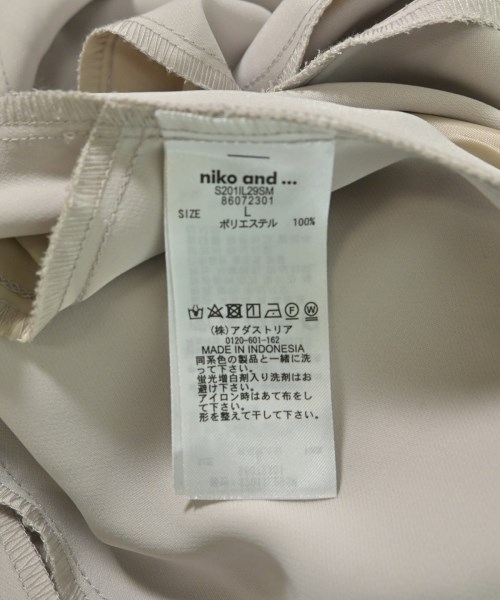 niko and ...
S201IL29SM
86072301
SIZE L
ポリエステル 100%
(株)アダストリア
0120-601-162
MADE IN INDONESIA
同系色の製品と一緒に洗
って下さい。
蛍光増白剤入り洗剤はお
避け下さい。
アイロン時はあて布をし
て下さい。
形を整えて干して下さい。